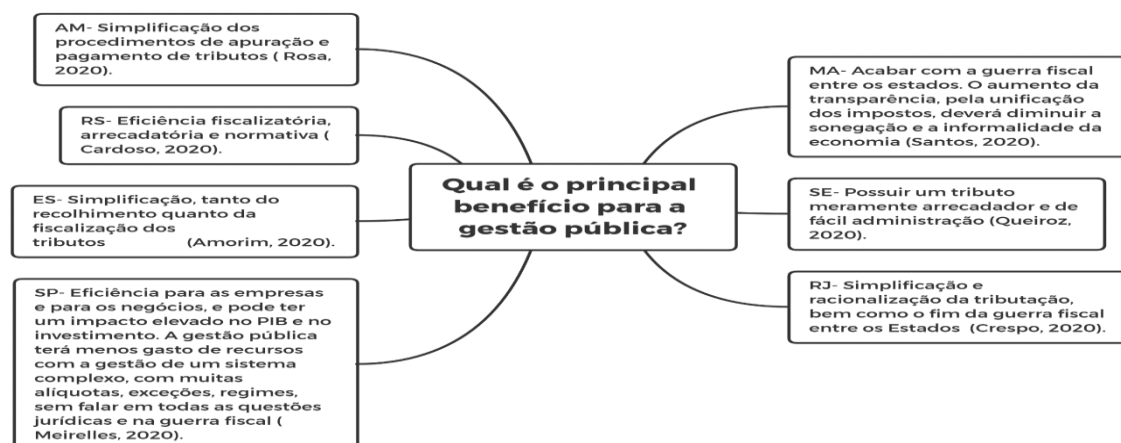 AM- Simplificação dos
procedimentos de apuração e
pagamento de tributos ( Rosa,
2020).
RS- Eficiência fiscalizatória,
arrecadatória e normativa (
Cardoso, 2020).
ES- Simplificação, tanto do
recolhimento quanto da
fiscalização dos
tributos (Amorim, 2020).
SP- Eficiência para as empresas
e para os negócios, e pode ter
um impacto elevado no PIB e no
investimento. A gestão pública
terá menos gasto de recursos
com a gestão de um sistema
complexo, com muitas
alíquotas, exceções, regimes,
sem falar em todas as questões
jurídicas e na guerra fiscal (
Meirelles, 2020).
Qual é o principal
benefício para a
gestão pública?
MA- Acabar com a guerra fiscal
entre os estados. O aumento da
transparência, pela unificação
dos impostos, deverá diminuir a
sonegação e a informalidade da
economia (Santos, 2020).
SE- Possuir um tributo
meramente arrecadador e de
fácil administração (Queiroz,
2020).
RJ- Simplificação e
racionalização da tributação,
bem como o fim da guerra fiscal
entre os Estados (Crespo, 2020).